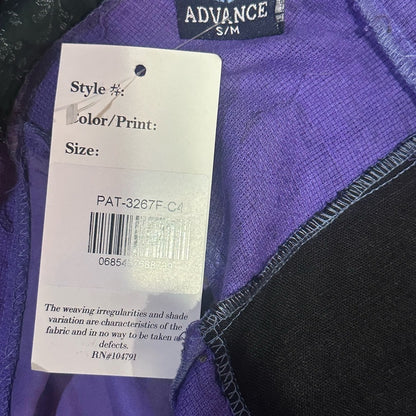 ADVANCE
S/M
Style #:
Color/Print:
Size:
PAT-3267F-C4
The weaving irregularities and shade
variation are characteristics of the
fabric and in no way to be taken as
defects.
RN#104791